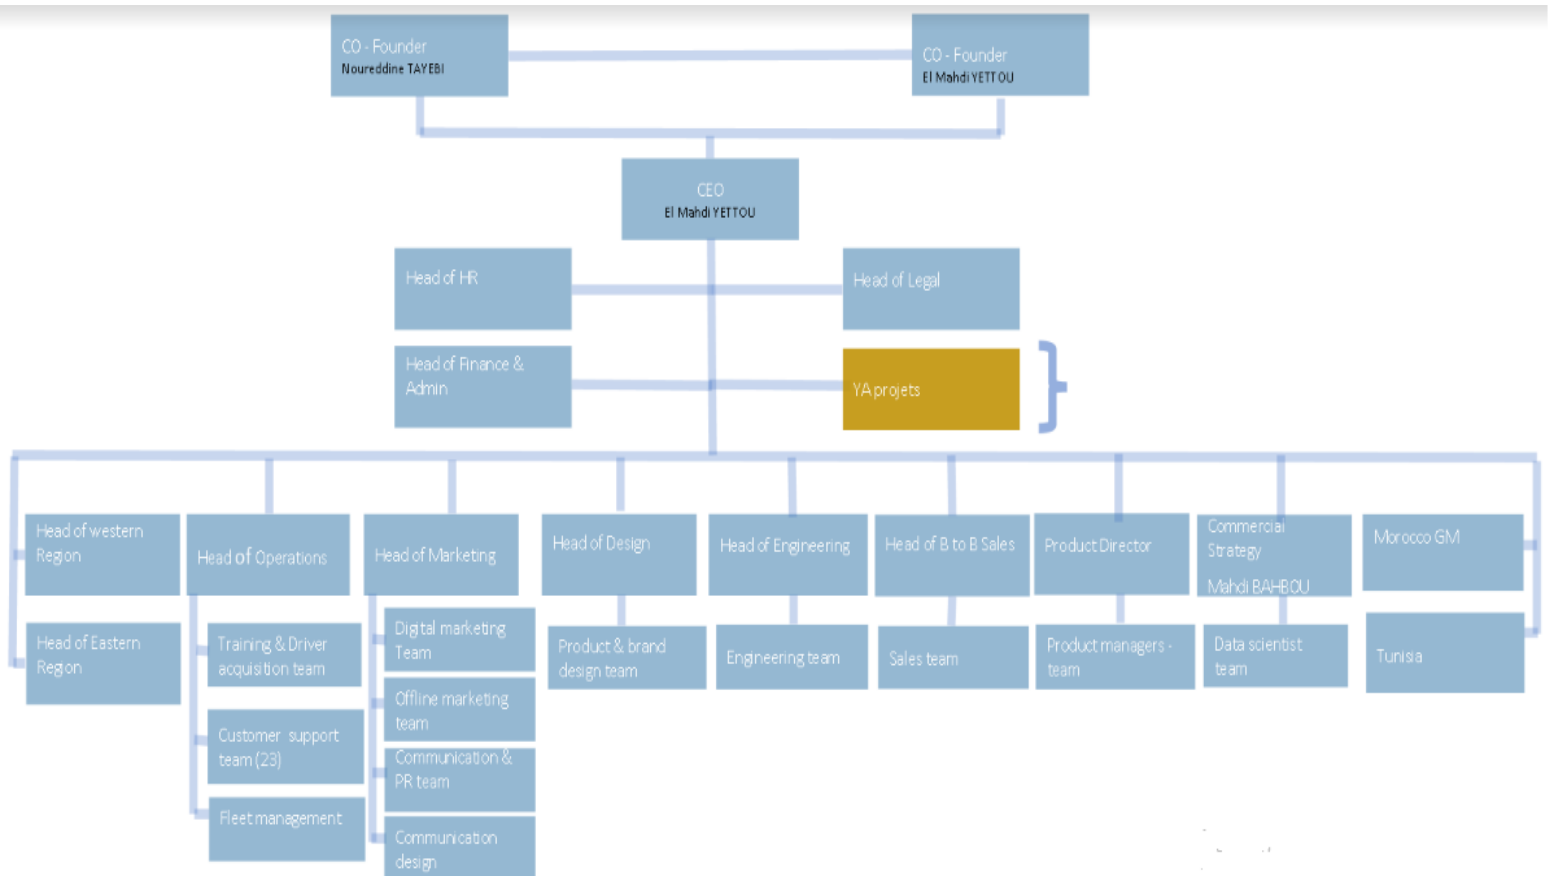 CO - Founder
Noureddine TAYEBI
CO - Founder
El Mahdi YETTOU
CEO
El Mahdi YETTOU
Head of HR
Head of Legal
Head of Finance &
Admin
YA projets
Head of western
Region
Head of Operations
Head of Marketing
Head of Design
Head of Engineering
Head of B to B Sales
Product Director
Commercial
Strategy
Mahdi BAHBOU
Morocco GM
Head of Eastern
Region
Training & Driver
acquisition team
Customer support
team (23)
Fleet management
Digital marketing
Team
Offline marketing
team
Communication &
PR team
Communication
design
Product & brand
design team
Engineering team
Sales team
Product managers -
team
Data scientist
team
Tunisia